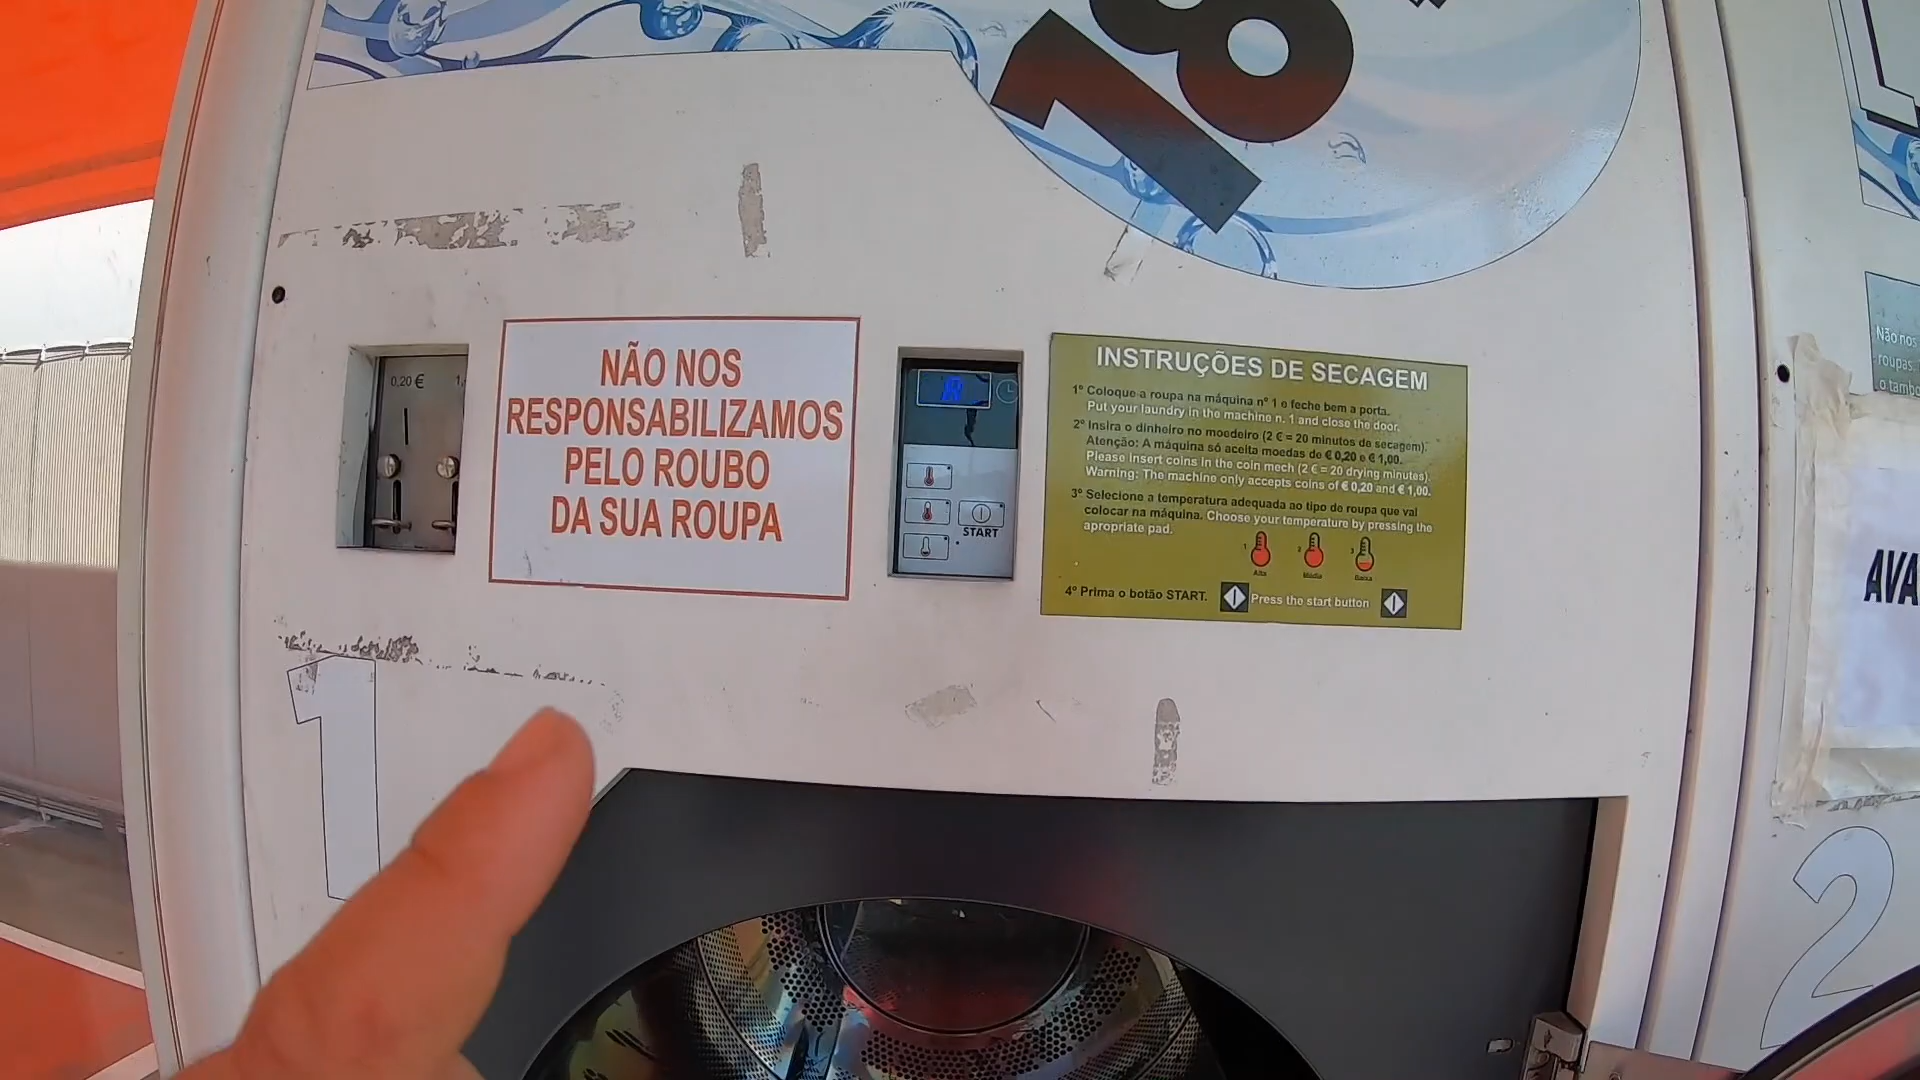 18
0,20 €
NÃO NOS
RESPONSABILIZAMOS
PELO ROUBO
DA SUA ROUPA
START
INSTRUÇÕES DE SECAGEM
1º Coloque a roupa na máquina nº 1 e feche bem a porta.
Put your laundry in the machine n. 1 and close the door.
2º Insira o dinheiro no moedeiro (2 € = 20 minutos de secagem).
Atenção: A máquina só aceita moedas de € 0,20 e € 1,00.
Please insert coins in the coin mech (2 € = 20 drying minutes).
Warning: The machine only accepts coins of € 0,20 and € 1,00.
3º Selecione a temperatura adequada ao tipo de roupa que vai
colocar na máquina. Choose your temperature by pressing the
apropriate pad.
1 2 3
Alta Média Baixa
4º Prima o botão START. Press the start button
1
Não nos
roupas.
o tambo
AVA
2